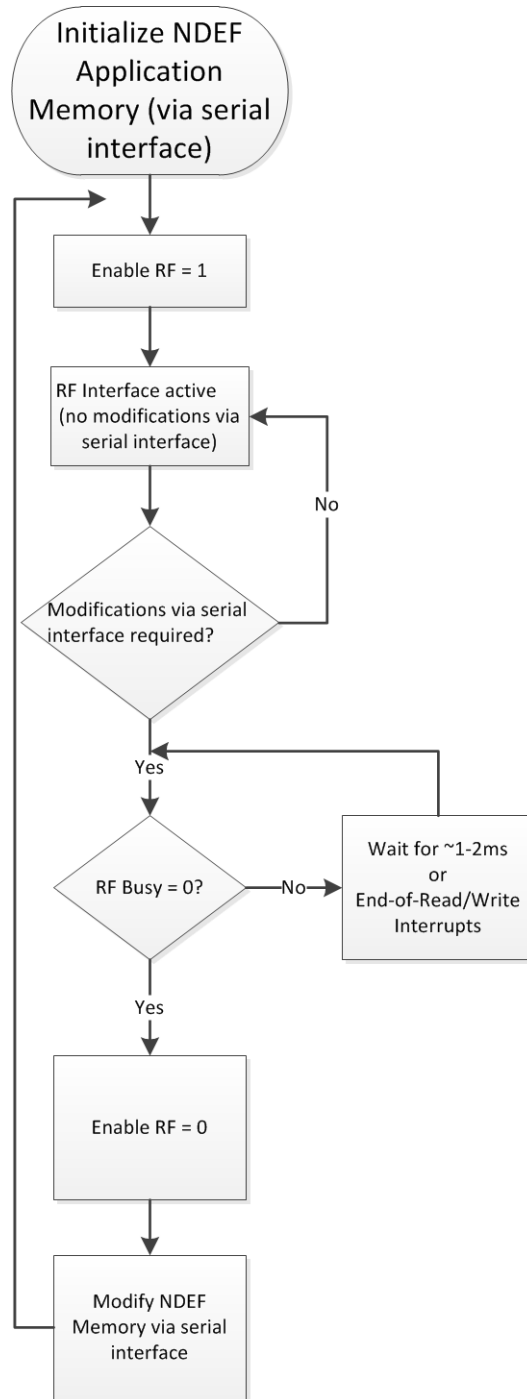 Initialize NDEF
Application
Memory (via serial
interface)
Enable RF = 1
RF Interface active
(no modifications via
serial interface)
No
Modifications via serial
interface required?
Yes
RF Busy = 0?
No
Wait for ~1-2ms
or
End-of-Read/Write
Interrupts
Yes
Enable RF = 0
Modify NDEF
Memory via serial
interface